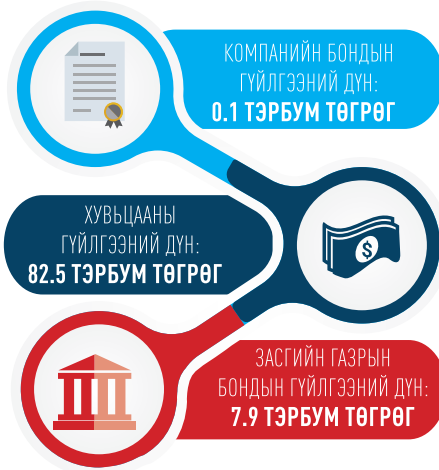 КОМПАНИЙН БОНДЫН
ГҮЙЛГЭЭНИЙ ДҮН:
0.1 ТЭРБУМ ТӨГРӨГ
ХУВЬЦААНЫ
ГҮЙЛГЭЭНИЙ ДҮН:
82.5 ТЭРБУМ ТӨГРӨГ
$
ЗАСГИЙН ГАЗРЫН
БОНДЫН ГҮЙЛГЭЭНИЙ ДҮН:
7.9 ТЭРБУМ ТӨГРӨГ